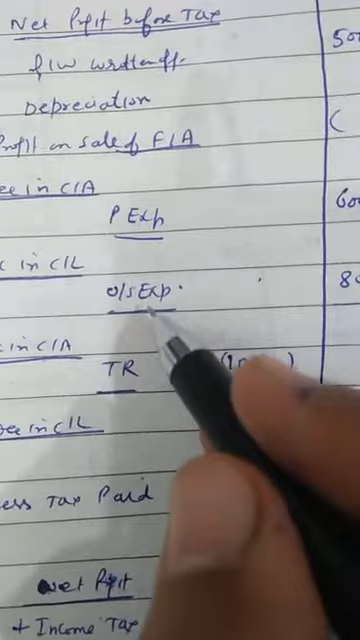 Net Profit before Tax
G/W written off.
Depreciation
Profit on Sale of F/A
in C/A
P Exp
in C/L
O/s Exp.
in C/A
TR
in C/L
Tax Paid
Net Profit
+ Income Tax